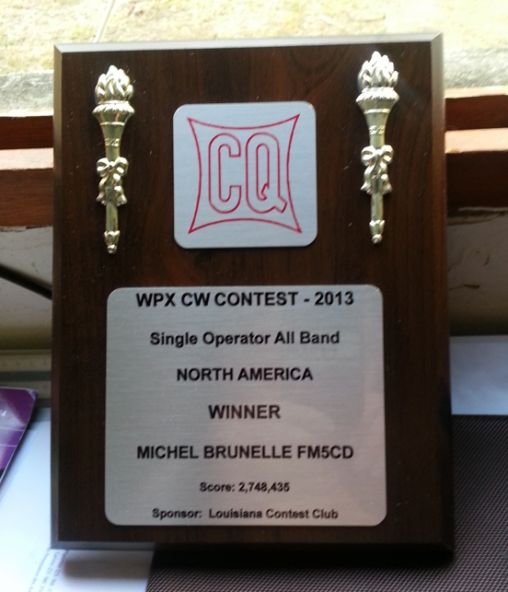 CQ
WPX CW CONTEST - 2013
Single Operator All Band
NORTH AMERICA
WINNER
MICHEL BRUNELLE FM5CD
Score: 2,748,435
Sponsor: Louisiana Contest Club